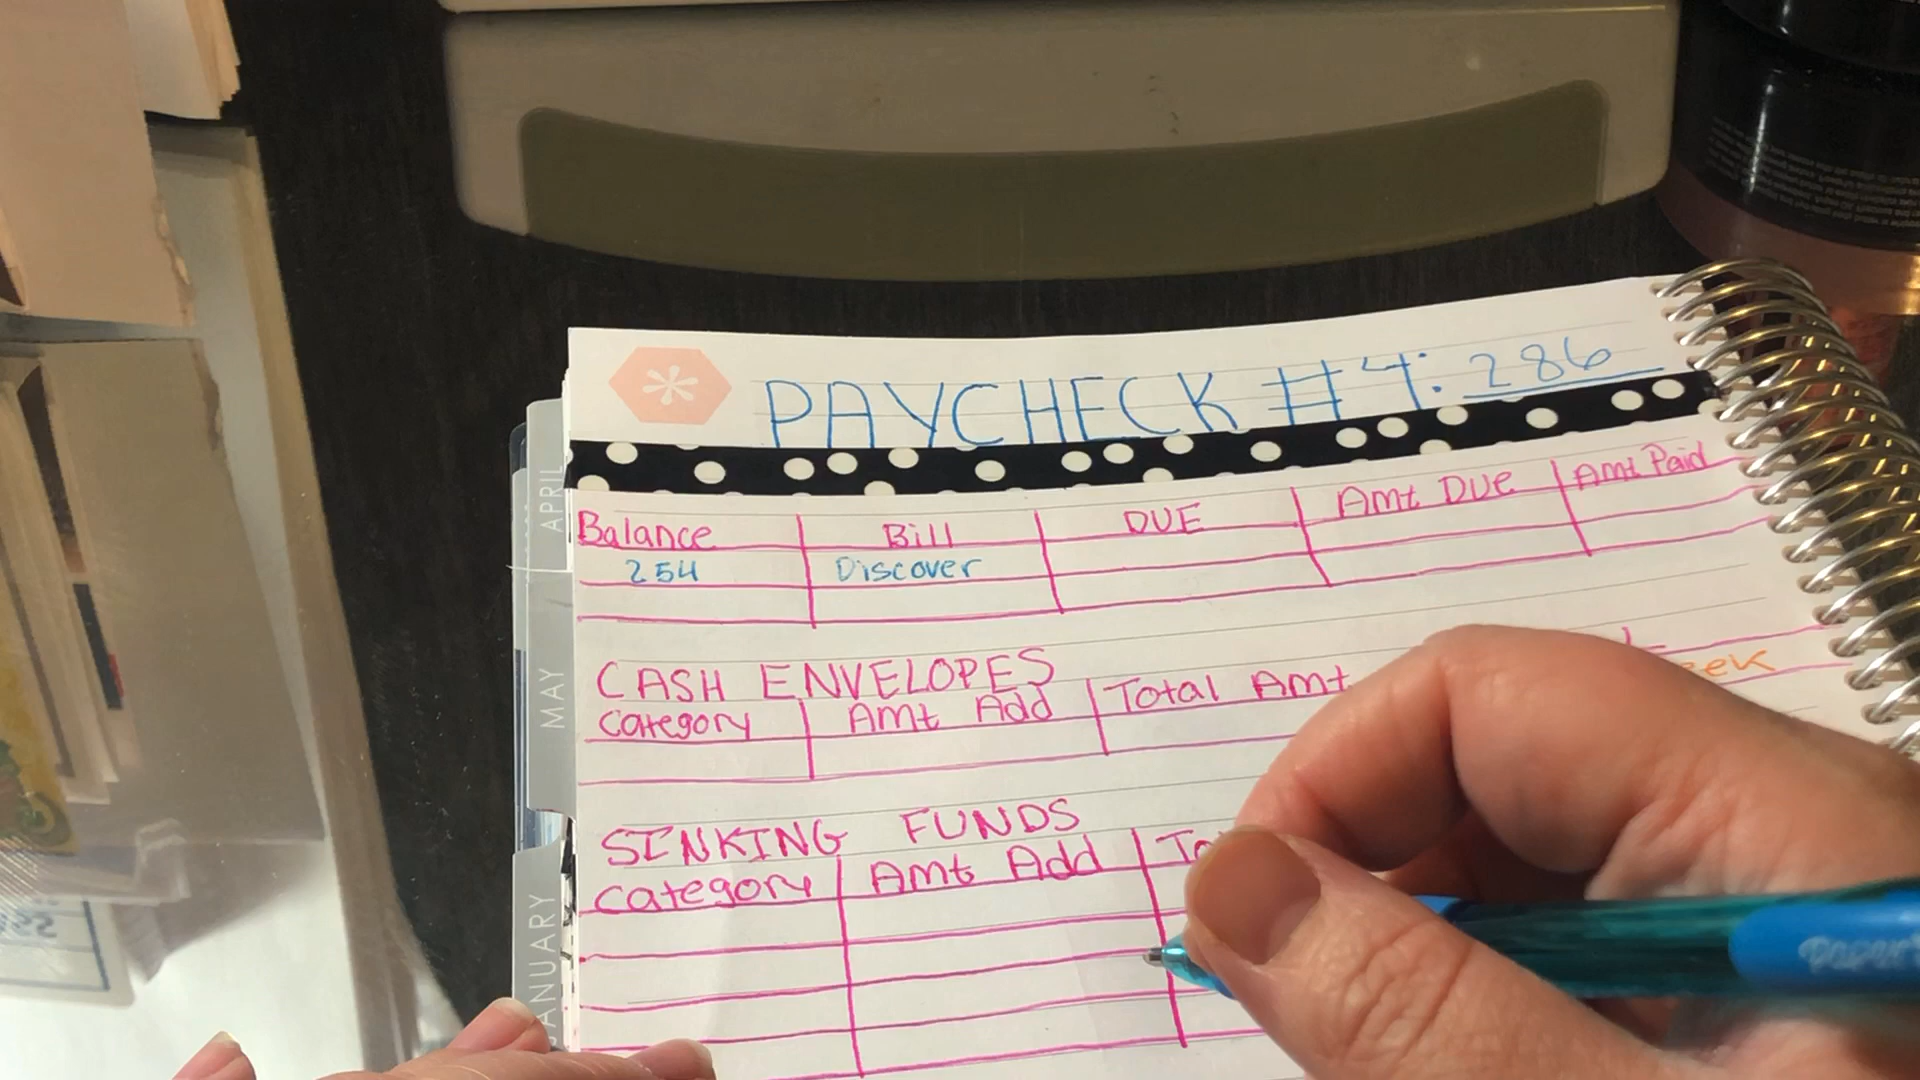 PAYCHECK #4: 286
Balance Bill DUE Amt DUE Amt Paid
254 Discover
CASH ENVELOPES
Category Amt Add Total Amt
SINKING FUNDS
Category Amt Add
APRIL
MAY
JANUARY